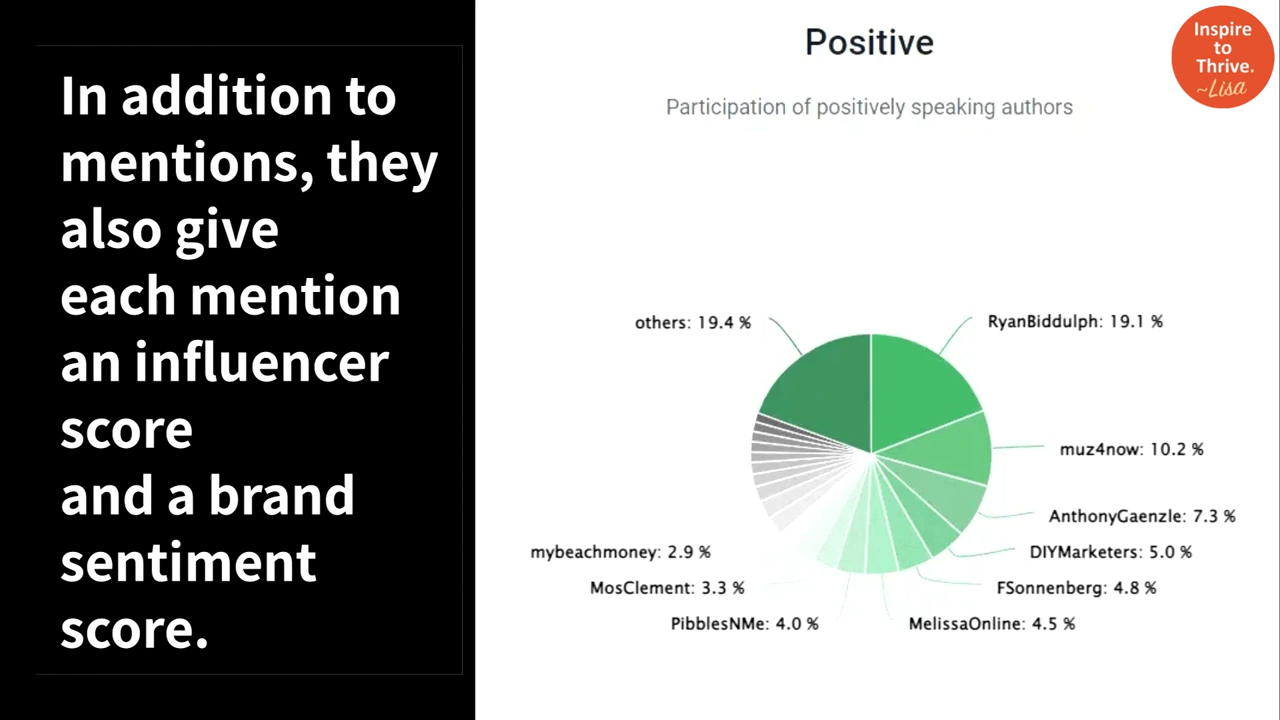 In addition to
mentions, they
also give
each mention
an influencer
score
and a brand
sentiment
score.
Positive
Participation of positively speaking authors
Inspire
to
Thrive.
~Lisa
others: 19.4 %
RyanBiddulph: 19.1 %
muz4now: 10.2 %
AnthonyGaenzle: 7.3 %
DIYMarketers: 5.0 %
FSonnenberg: 4.8 %
MelissaOnline: 4.5 %
PibblesNMe: 4.0 %
MosClement: 3.3 %
mybeachmoney: 2.9 %